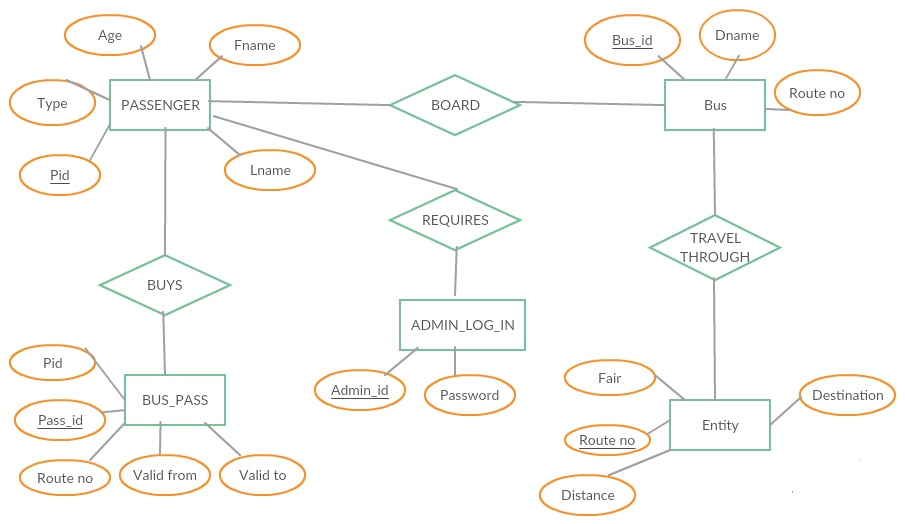 Age
Fname
Bus_id
Dname
Type
PASSENGER
BOARD
Bus
Route no
Pid
Lname
REQUIRES
TRAVEL
THROUGH
BUYS
ADMIN_LOG_IN
Pid
BUS_PASS
Admin_id
Password
Fair
Destination
Pass_id
Route no
Entity
Route no
Valid from
Valid to
Distance